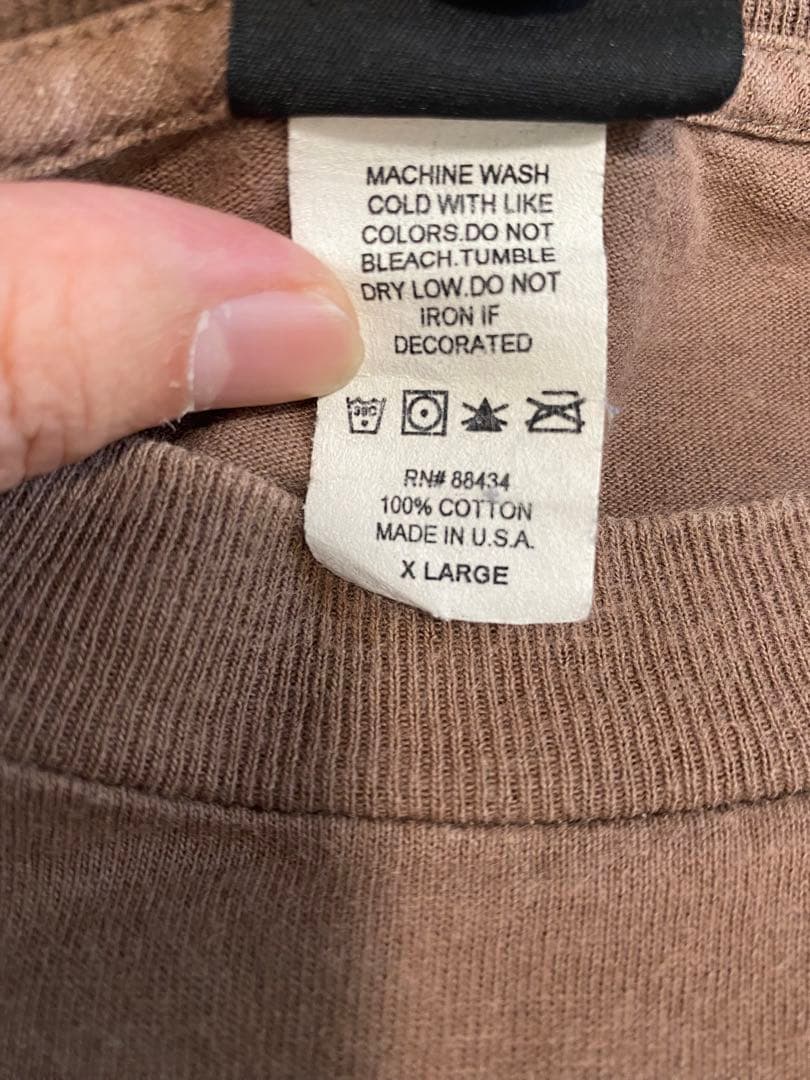 MACHINE WASH
COLD WITH LIKE
COLORS.DO NOT
BLEACH.TUMBLE
DRY LOW.DO NOT
IRON IF
DECORATED
RN# 88434
100% COTTON
MADE IN U.S.A.
X LARGE